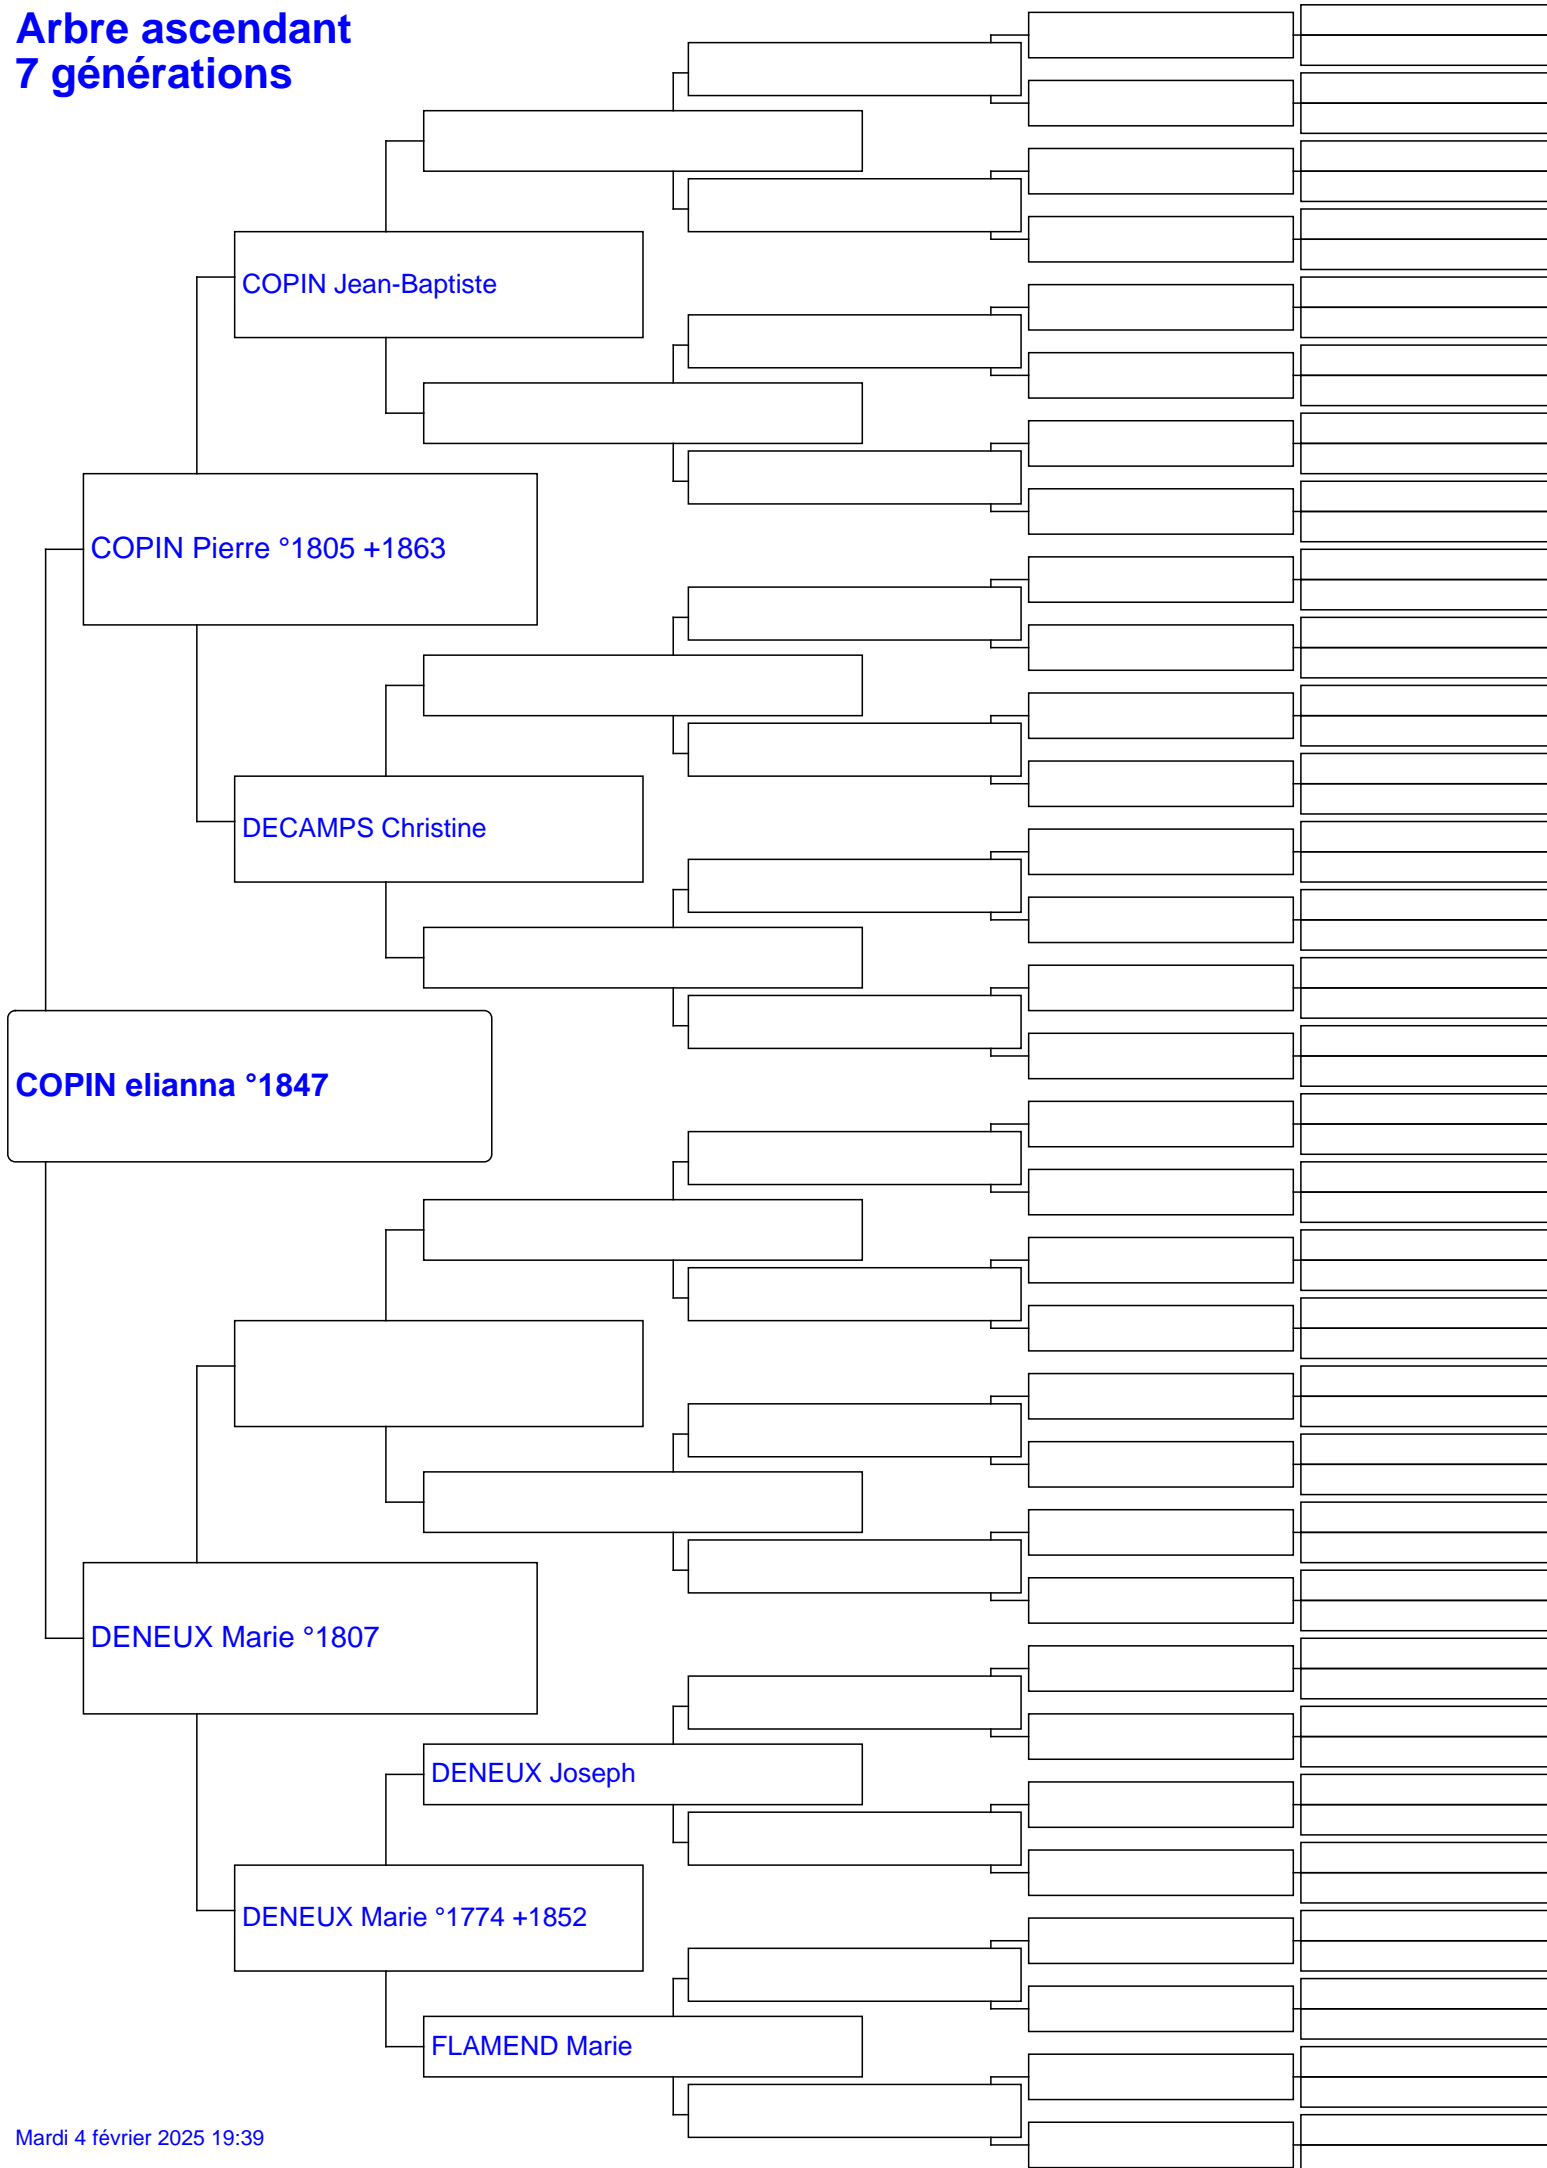 Arbre ascendant
7 générations
COPIN Jean-Baptiste
COPIN Pierre °1805 +1863
DECAMPS Christine
COPIN elianna °1847
DENEUX Marie °1807
DENEUX Joseph
DENEUX Marie °1774 +1852
FLAMEND Marie
Mardi 4 février 2025 19:39